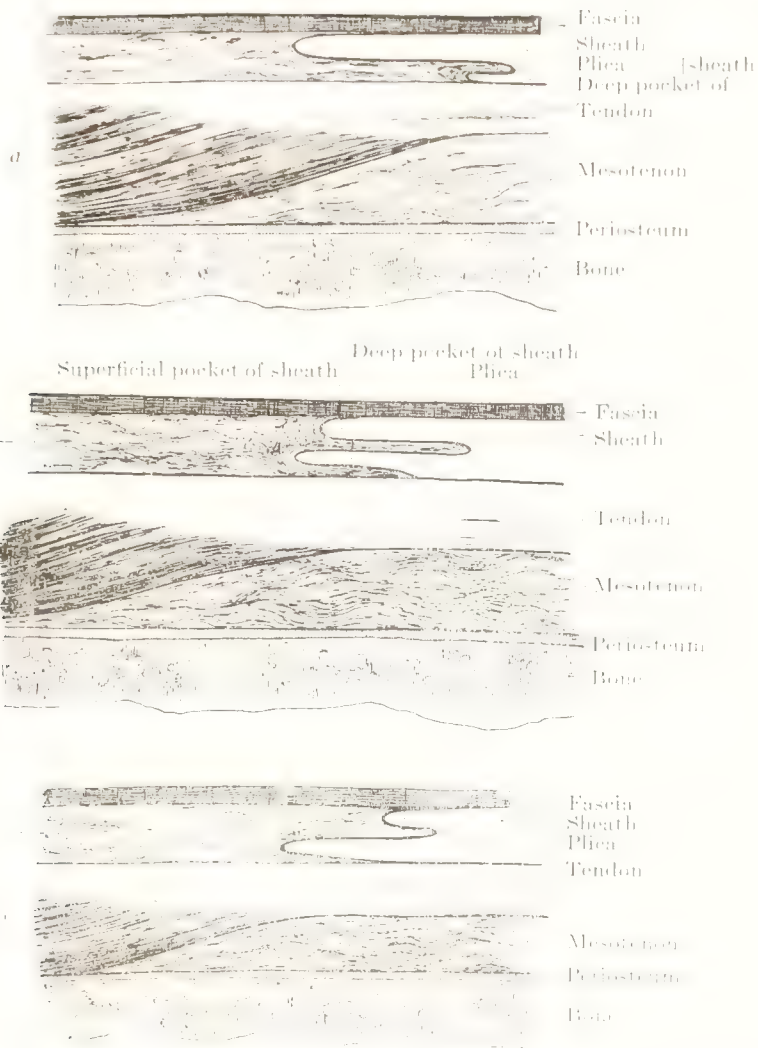 Fascia
Sheath
Plica [sheath
Deep pocket of
Tendon
a
Mesotenon
Periosteum
Bone
Deep pocket of sheath
Superficial pocket of sheath Plica
Fascia
Sheath
Tendon
Mesotenon
Periosteum
Bone
Fascia
Sheath
Plica
Tendon
Mesotenon
Periosteum
Bone